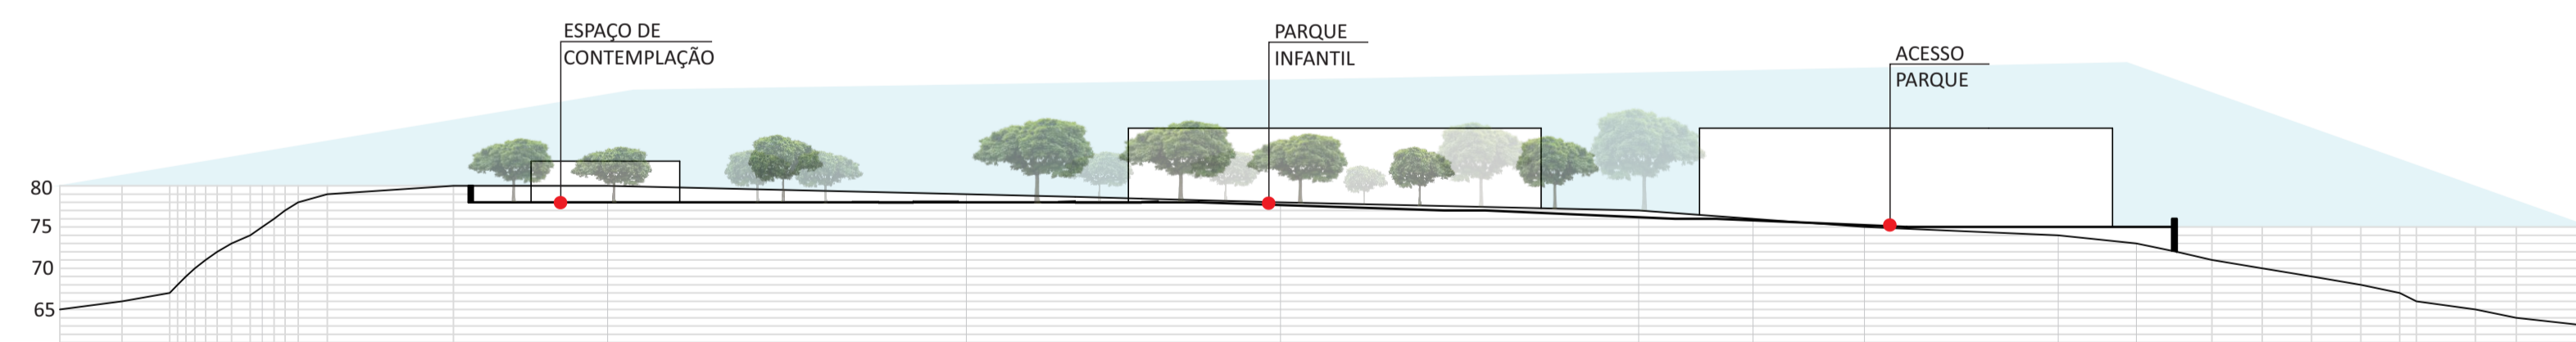 ESPAÇO DE
CONTEMPLAÇÃO
PARQUE
INFANTIL
ACESSO
PARQUE
80
75
70
65